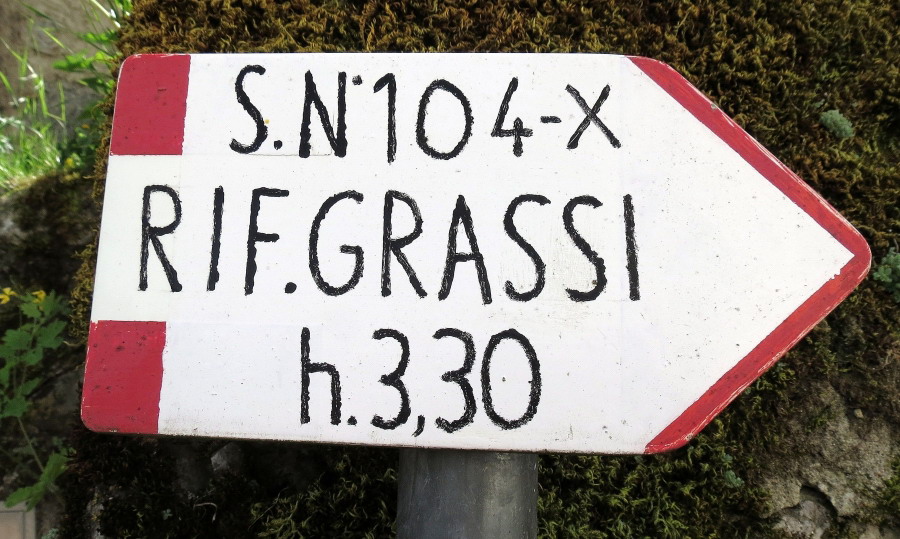 S.N°104-X
RIF.GRASSI
h.3,30